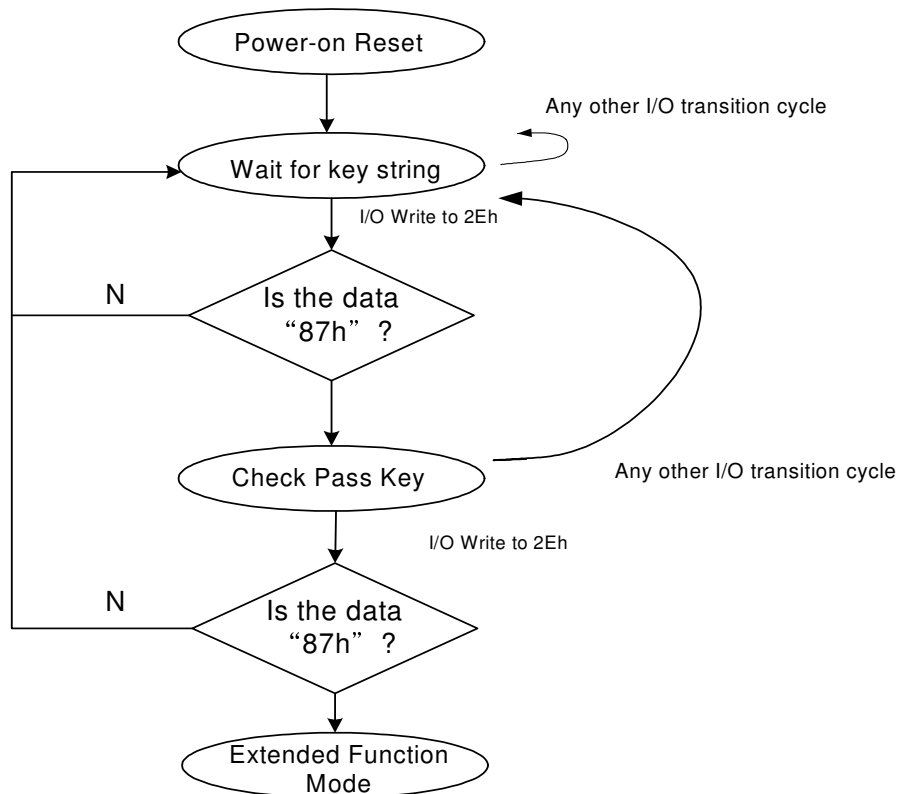 Power-on Reset
Any other I/O transition cycle
Wait for key string
I/O Write to 2Eh
N
Is the data
“87h” ?
Check Pass Key
Any other I/O transition cycle
I/O Write to 2Eh
N
Is the data
“87h” ?
Extended Function
Mode